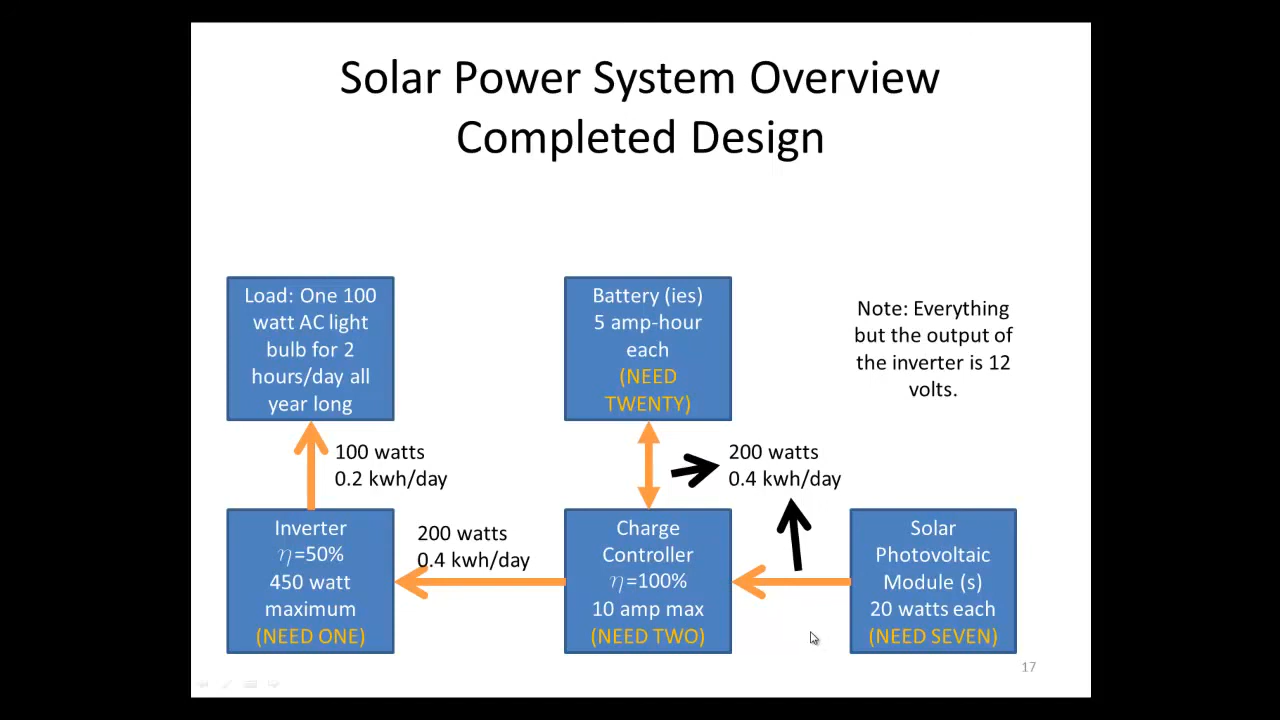 Solar Power System Overview
Completed Design
Load: One 100
watt AC light
bulb for 2
hours/day all
year long
Battery (ies)
5 amp-hour
each
(NEED
TWENTY)
Note: Everything
but the output of
the inverter is 12
volts.
100 watts
0.2 kwh/day
200 watts
0.4 kwh/day
200 watts
0.4 kwh/day
Inverter
η=50%
450 watt
maximum
(NEED ONE)
Charge
Controller
η=100%
10 amp max
(NEED TWO)
Solar
Photovoltaic
Module (s)
20 watts each
(NEED SEVEN)
17